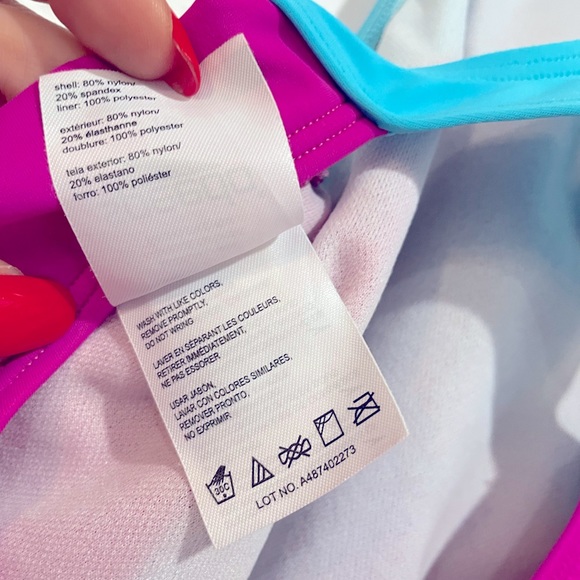 shell: 80% nylon/
20% spandex
liner: 100% polyester
extérieur: 80% nylon/
20% élasthanne
doublure: 100% polyester
tela exterior: 80% nylon/
20% elastano
forro: 100% poliéster
WASH WITH LIKE COLORS,
REMOVE PROMPTLY,
DO NOT WRING
LAVER EN SÉPARANT LES COULEURS,
RETIRER IMMÉDIATEMENT,
NE PAS ESSORER
USAR JABÓN,
LAVAR CON COLORES SIMILARES,
REMOVER PRONTO,
NO EXPRIMIR
30C
LOT NO. A487402273